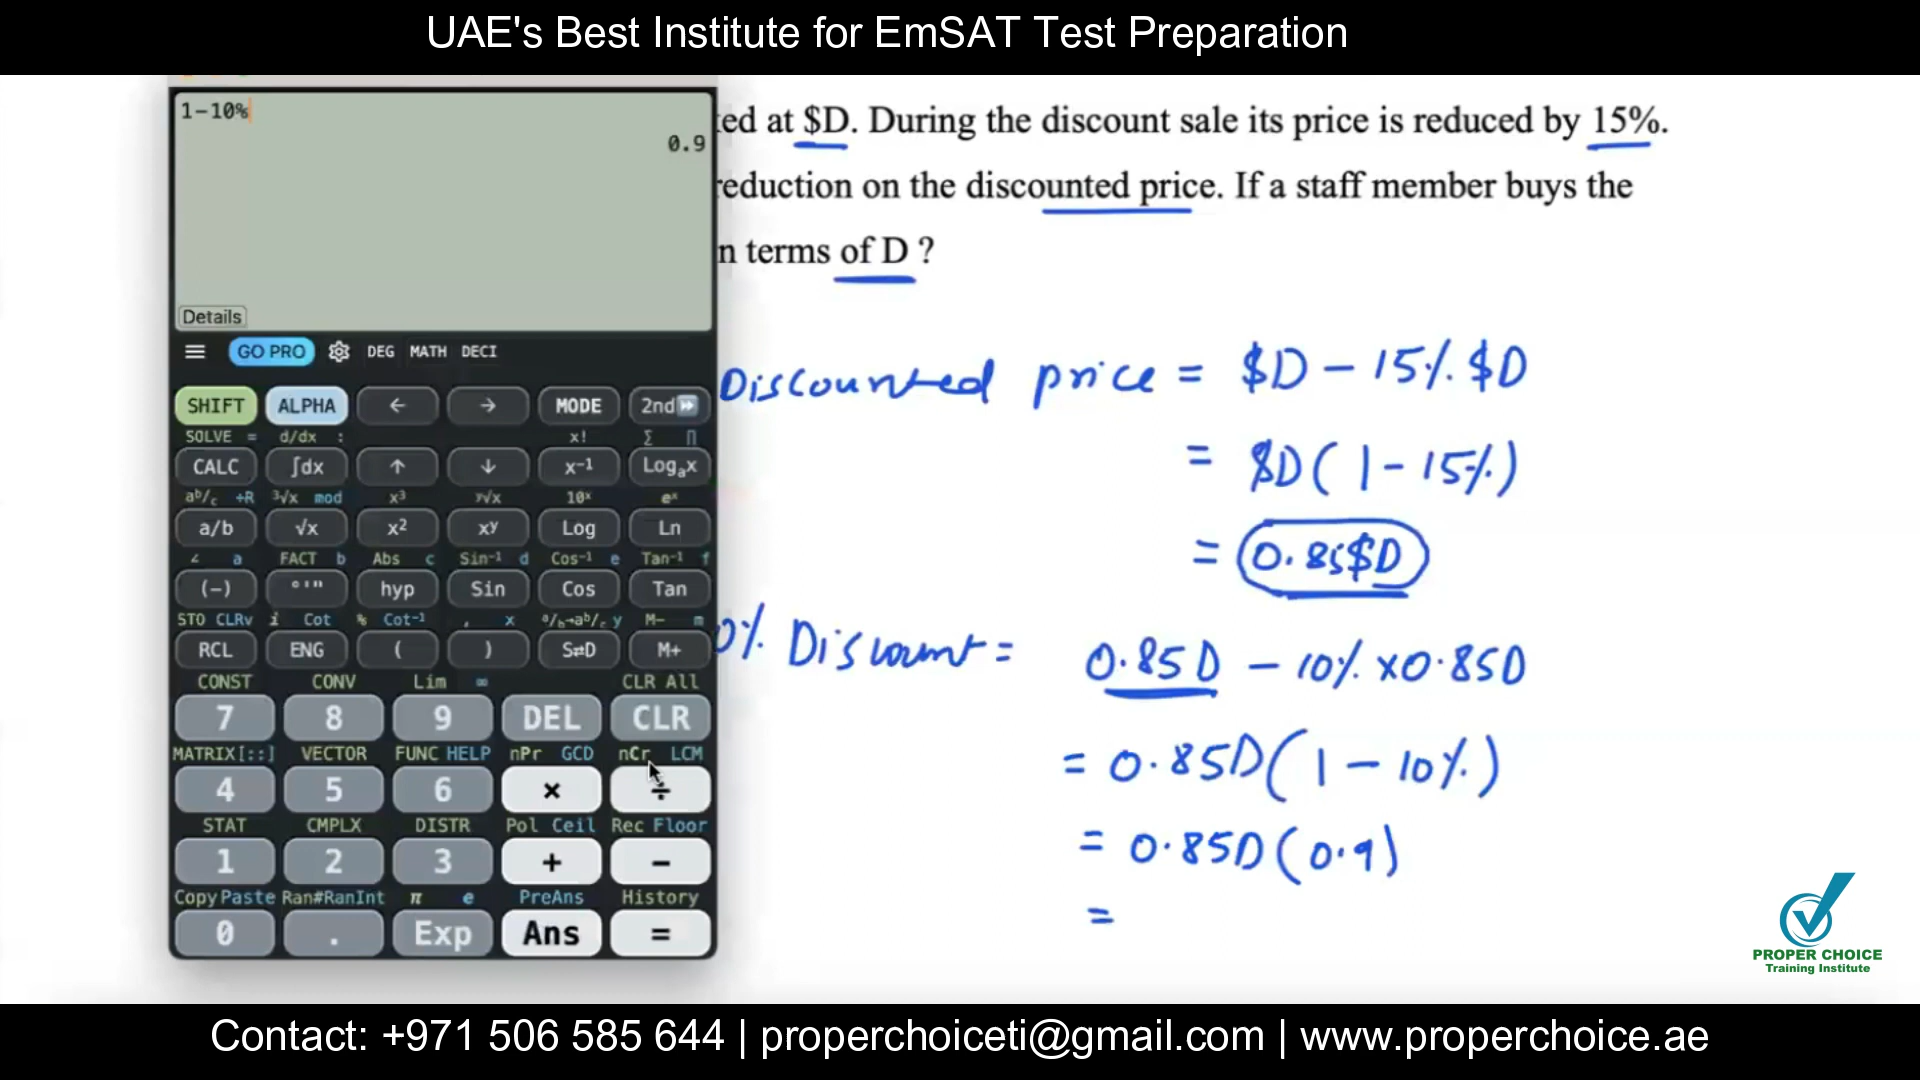 UAE's Best Institute for EmSAT Test Preparation
1-10%
0.9
Details
GO PRO DEG MATH DECI
SHIFT ALPHA ← → MODE 2nd
SOLVE = d/dx : x! ∑ ∏
CALC ∫dx ↑ ↓ x⁻¹ Logₐx
aᵇ/c ÷R ³√x mod x³ ʸ√x 10ˣ eˣ
a/b √x x² xʸ Log Ln
∠ a FACT b Abs c Sin⁻¹ d Cos⁻¹ e Tan⁻¹ f
(-) °'" hyp Sin Cos Tan
STO CLRv i Cot % Cot⁻¹ , x ᵃ/b→aᵇ/c y M- m
RCL ENG ( ) S⇄D M+
CONST CONV Lim ∞ CLR All
7 8 9 DEL CLR
MATRIX[::] VECTOR FUNC HELP nPr GCD nCr LCM
4 5 6 × ÷
STAT CMPLX DISTR Pol Ceil Rec Floor
1 2 3 + −
Copy Paste Ran# RanInt π e PreAns History
0 . Exp Ans =
ed at $D. During the discount sale its price is reduced by 15%.
eduction on the discounted price. If a staff member buys the
n terms of D ?
Discounted price = $D - 15% $D
= $D(1-15%)
= 0.85$D
0% Discount = 0.85D - 10% x0.85D
= 0.85D(1-10%)
= 0.85D(0.9)
=
PROPER CHOICE
Training Institute
Contact: +971 506 585 644 | properchoiceti@gmail.com | www.properchoice.ae